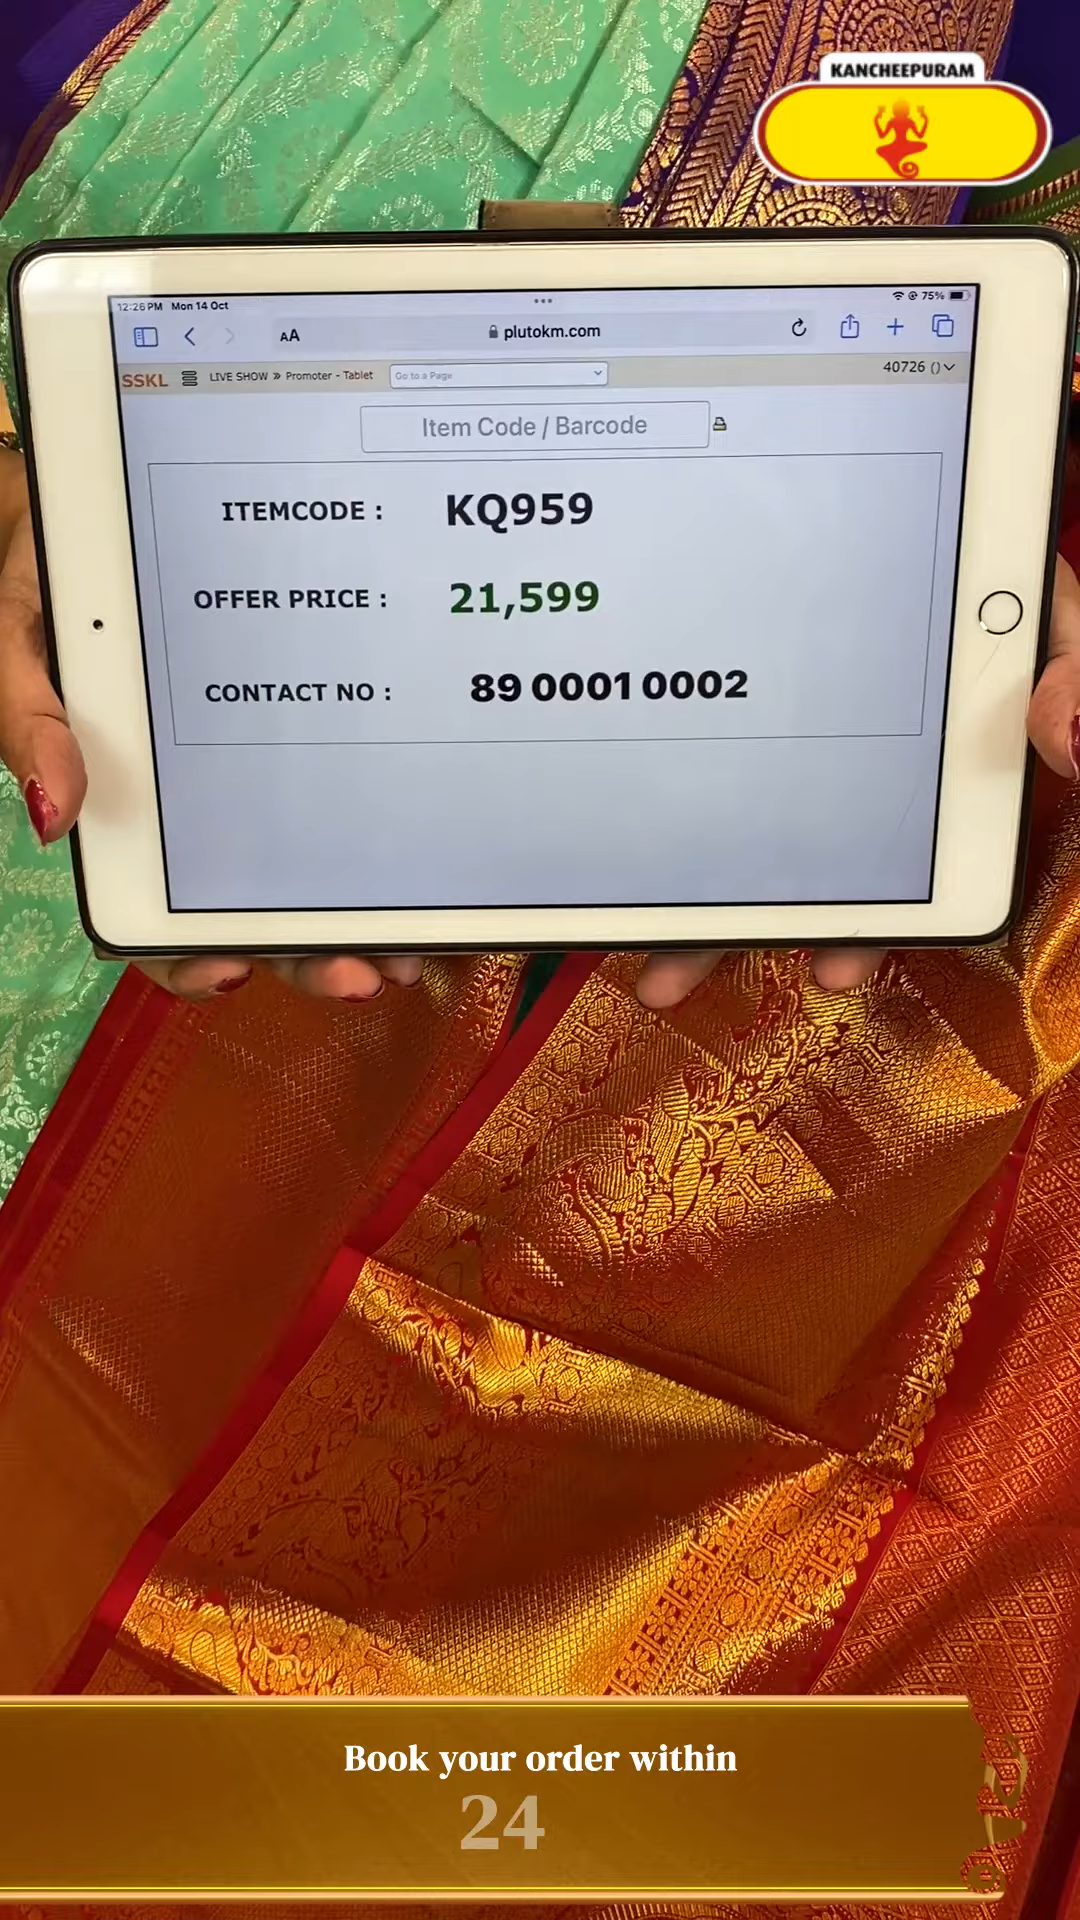 KANCHEEPURAM
12:26 PM Mon 14 Oct
75%
AA
plutokm.com
SSKL
LIVE SHOW » Promoter - Tablet
Go to a Page
40726 ()
Item Code / Barcode
ITEMCODE : KQ959
OFFER PRICE : 21,599
CONTACT NO : 89 0001 0002
Book your order within
24